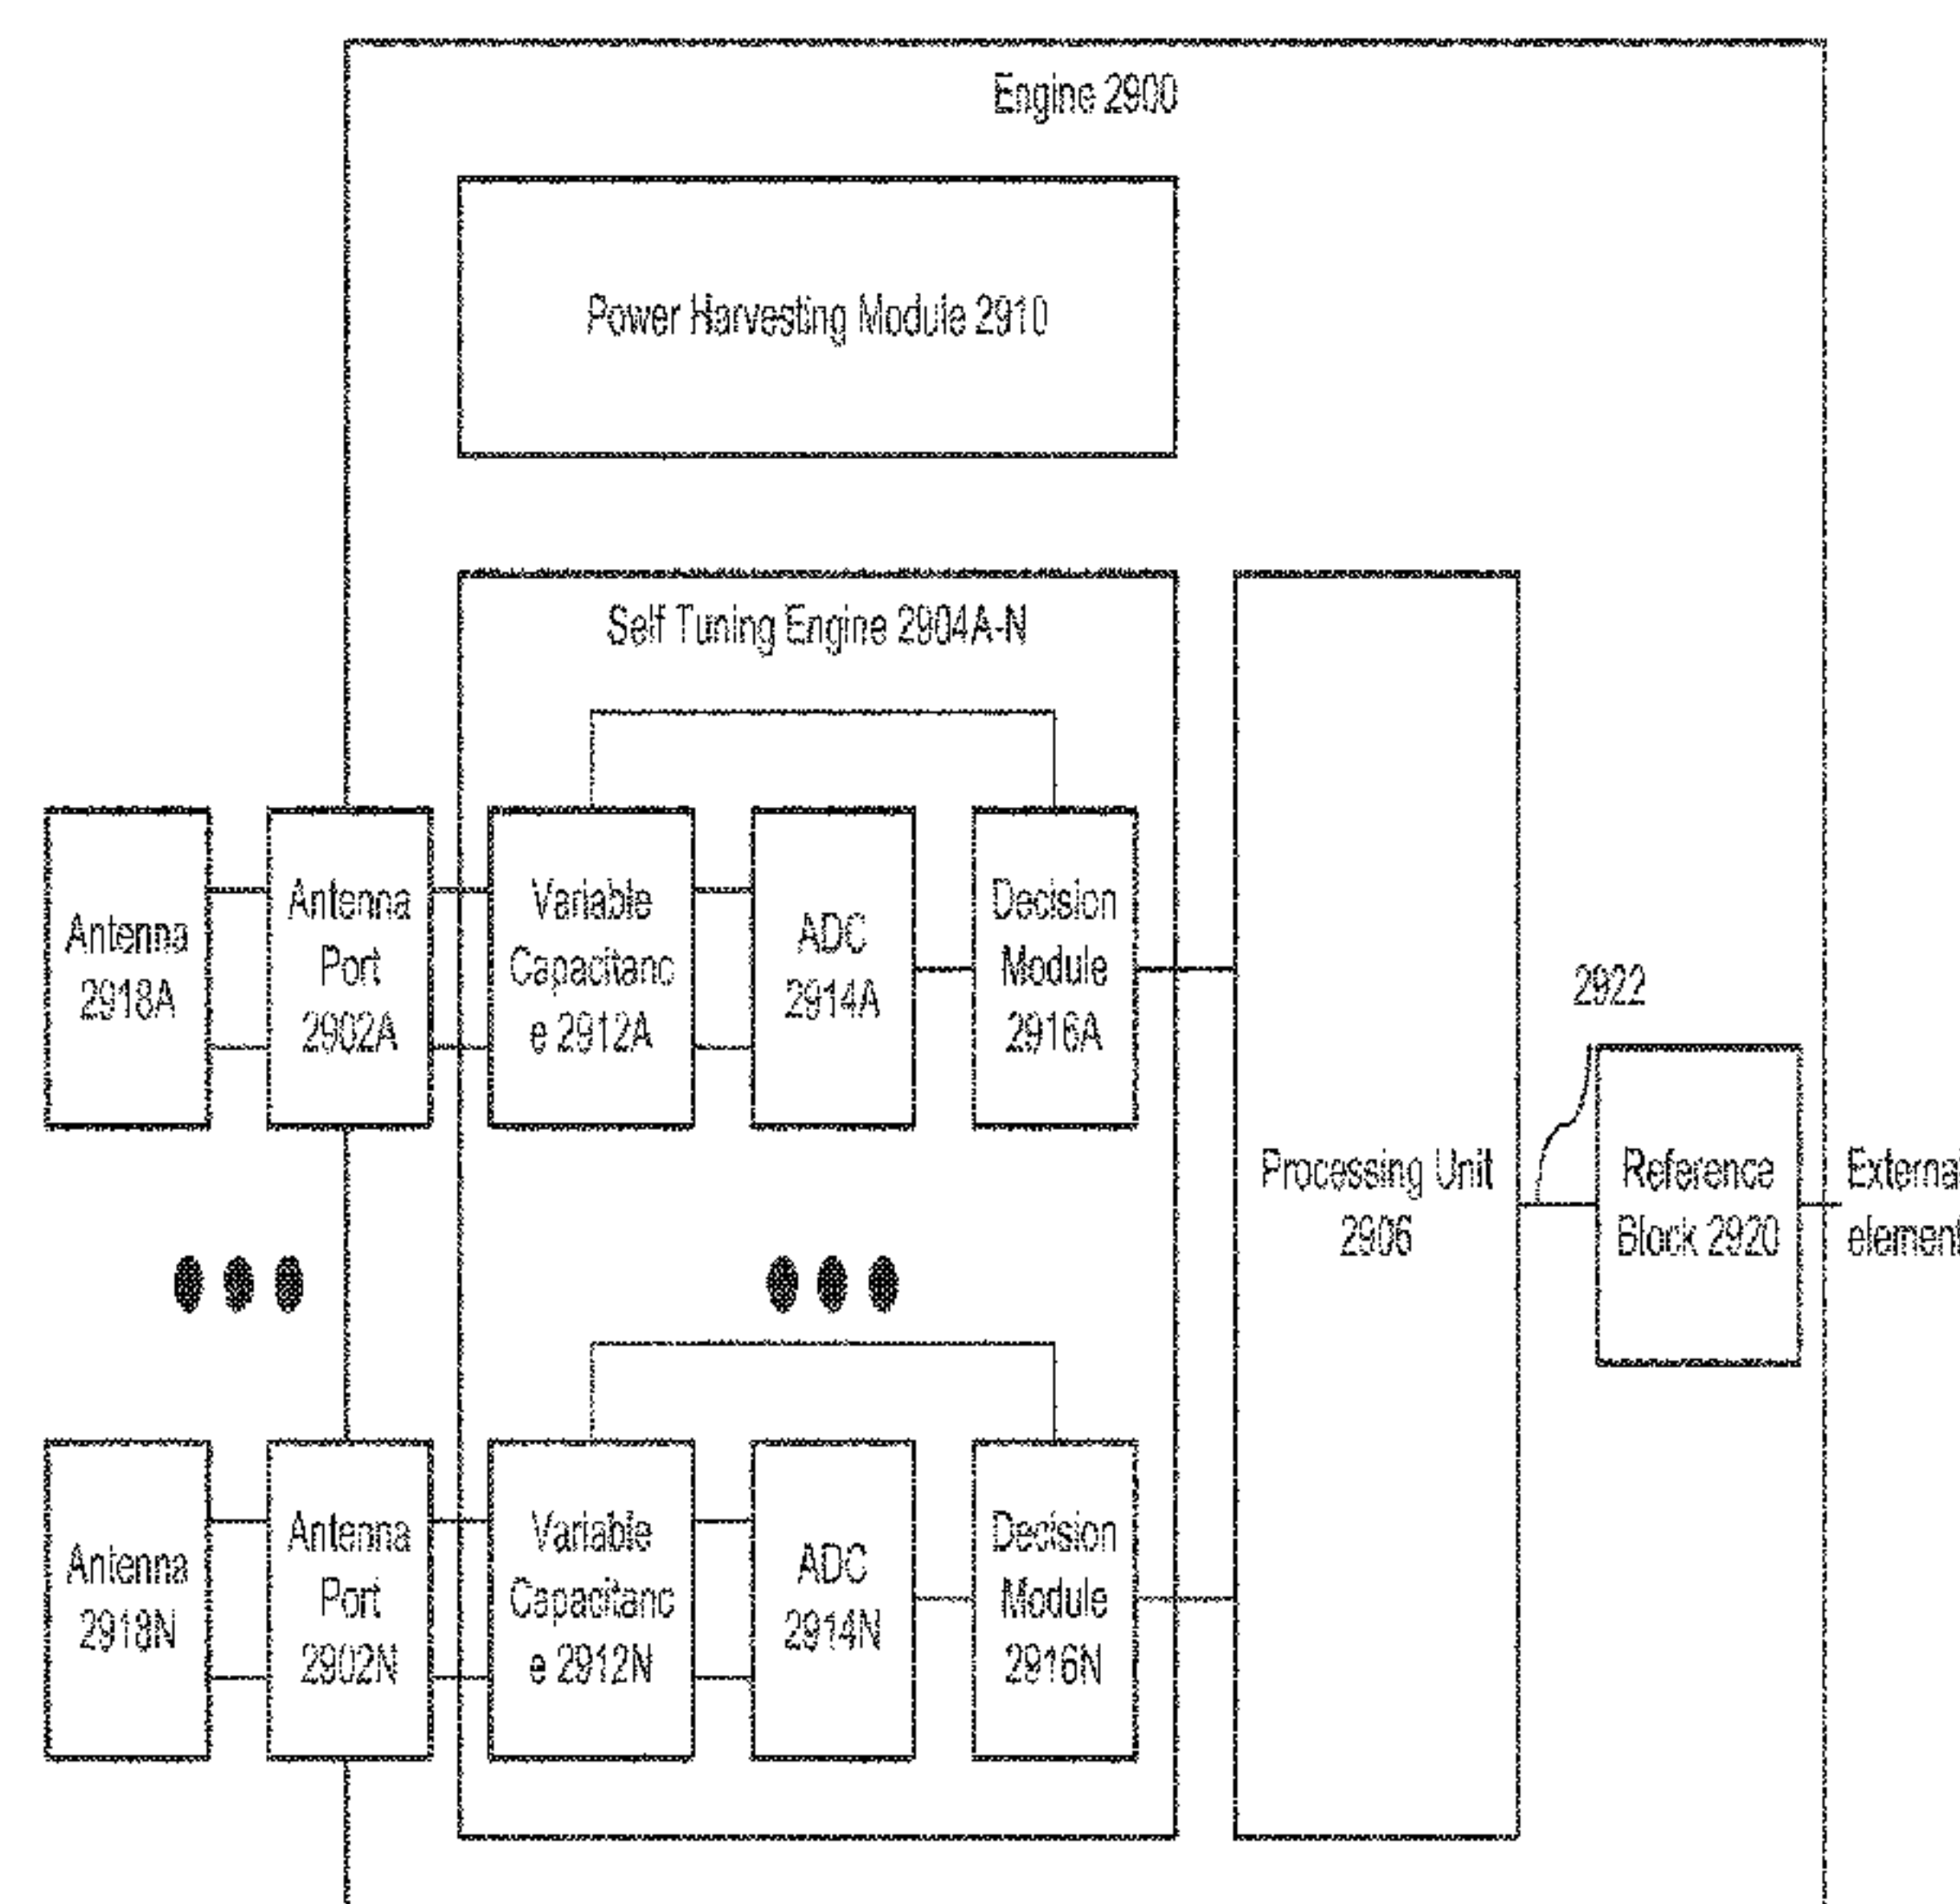 Engine 2900
Power Harvesting Module 2910
Self Tuning Engine 2904A-N
Antenna
2918A
Antenna
Port
2902A
Variable
Capacitanc
e 2912A
ADC
2914A
Decision
Module
2916A
Processing Unit
2906
2922
Reference
Block 2920
External
element
Antenna
2918N
Antenna
Port
2902N
Variable
Capacitanc
e 2912N
ADC
2914N
Decision
Module
2916N